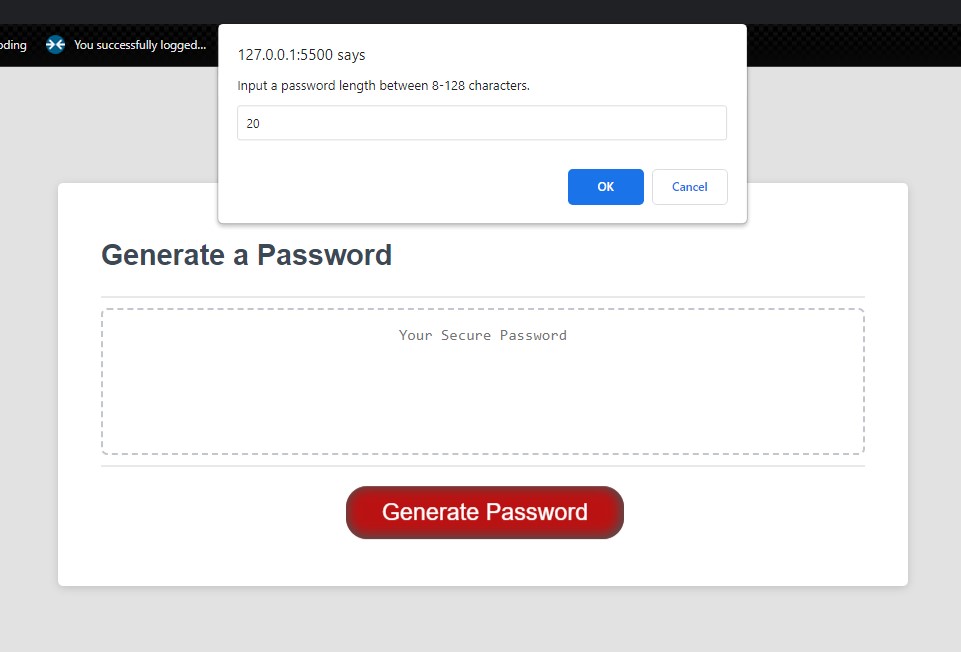 oding
You successfully logged...
127.0.0.1:5500 says
Input a password length between 8-128 characters.
20
OK
Cancel
Generate a Password
Your Secure Password
Generate Password